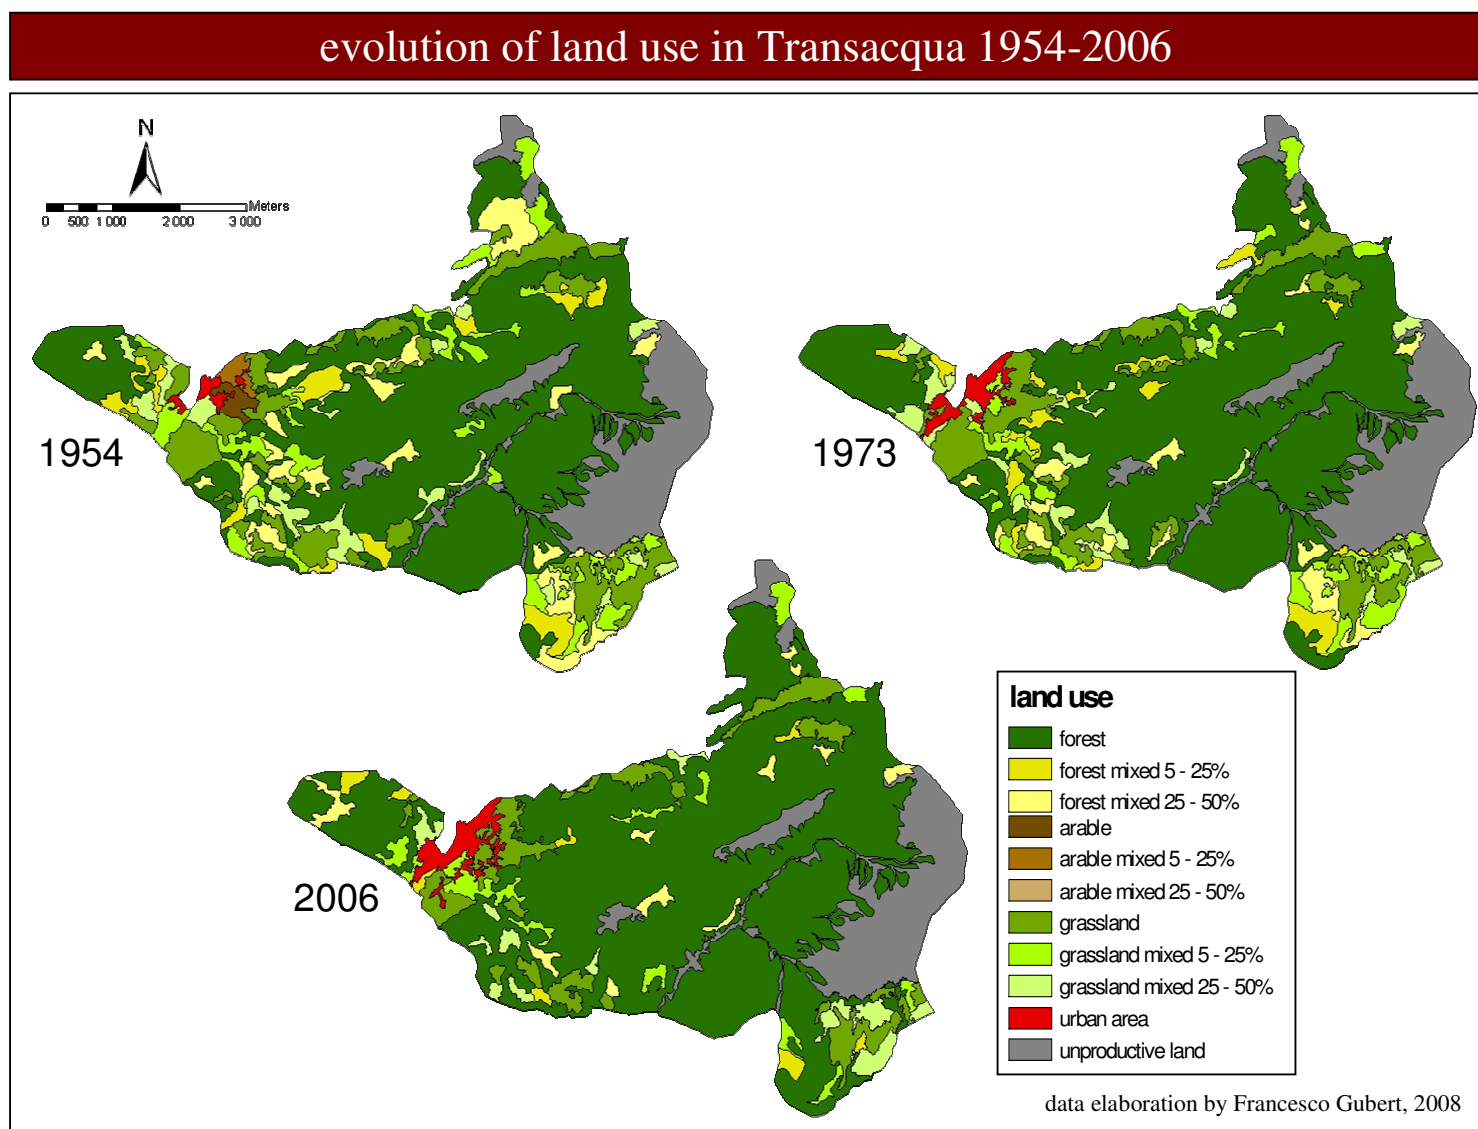 evolution of land use in Transacqua 1954-2006
N
Meters
0 500 1 000 2 000 3 000
1954
1973
2006
land use
forest
forest mixed 5 - 25%
forest mixed 25 - 50%
arable
arable mixed 5 - 25%
arable mixed 25 - 50%
grassland
grassland mixed 5 - 25%
grassland mixed 25 - 50%
urban area
unproductive land
data elaboration by Francesco Gubert, 2008